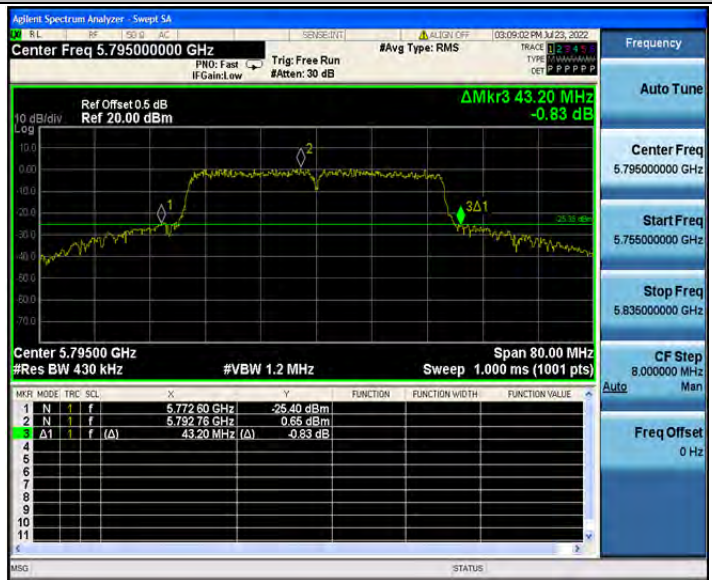 Agilent Spectrum Analyzer - Swept SA
RL RF 50 Ω AC SENSE:INT ALIGN OFF 03:09:02 PM Jul 23, 2022
Center Freq 5.795000000 GHz #Avg Type: RMS TRACE 1 2 3 4 5 6
PNO: Fast Trig: Free Run TYPE
IFGain:Low #Atten: 30 dB DET P P P P P P
Frequency
Auto Tune
Center Freq
5.795000000 GHz
Start Freq
5.755000000 GHz
Stop Freq
5.835000000 GHz
CF Step
8.000000 MHz
Auto Man
Freq Offset
0 Hz
ΔMkr3 43.20 MHz
-0.83 dB
Ref Offset 0.5 dB
10 dB/div Ref 20.00 dBm
Log
10.0
0.00
-10.0
-20.0
-30.0
-40.0
-50.0
-60.0
-70.0
1
2
3Δ1
-25.35 dBm
Center 5.79500 GHz Span 80.00 MHz
#Res BW 430 kHz #VBW 1.2 MHz Sweep 1.000 ms (1001 pts)
MKR MODE TRC SCL X Y FUNCTION FUNCTION WIDTH FUNCTION VALUE
1 N 1 f 5.772 60 GHz -25.40 dBm
2 N 1 f 5.792 76 GHz 0.65 dBm
3 Δ1 1 f (Δ) 43.20 MHz (Δ) -0.83 dB
4
5
6
7
8
9
10
11
MSG STATUS